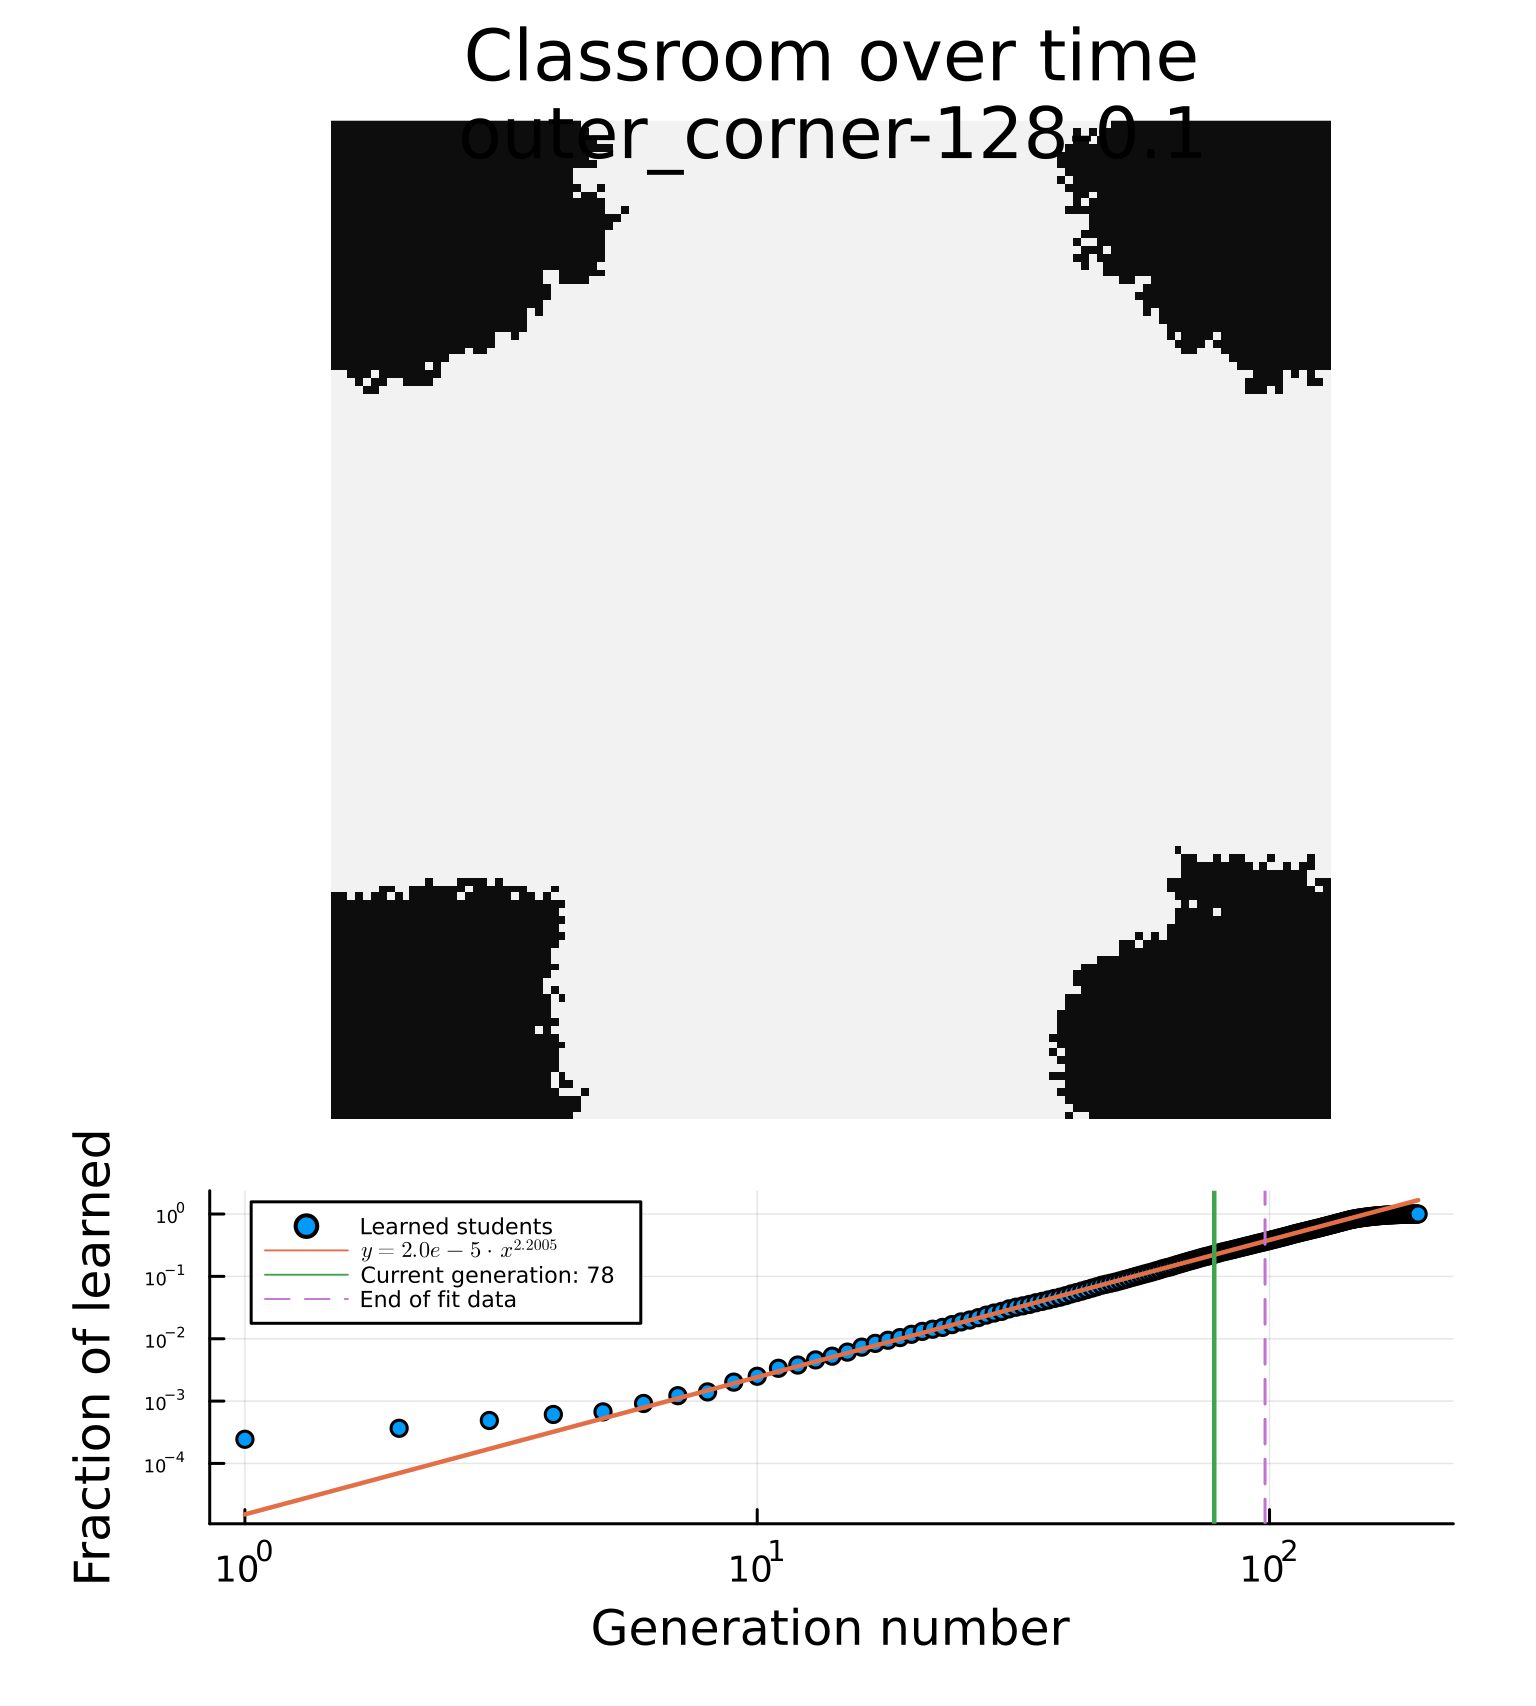 Classroom over time
outer_corner-128-0.1
Fraction of learned
10^0
10^-1
10^-2
10^-3
10^-4
Learned students
y = 2.0e − 5 · x^2.2005
Current generation: 78
End of fit data
10^0 10^1 10^2
Generation number